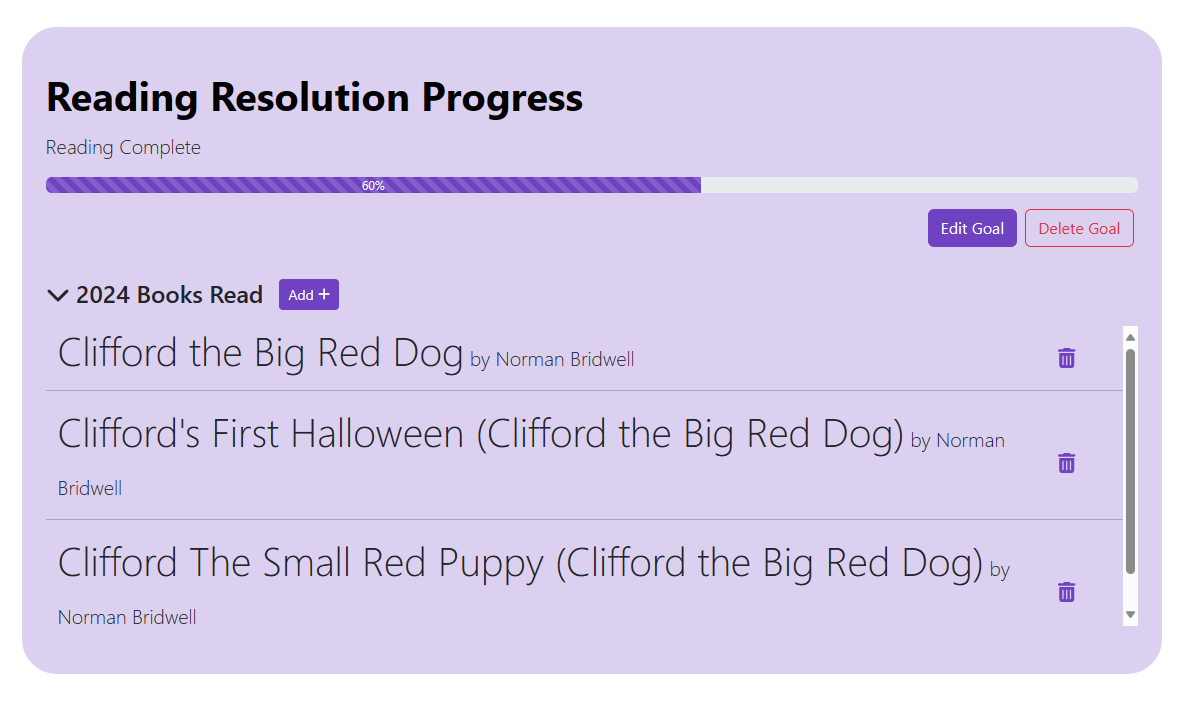 Reading Resolution Progress
Reading Complete
60%
Edit Goal Delete Goal
2024 Books Read Add +
Clifford the Big Red Dog by Norman Bridwell
Clifford's First Halloween (Clifford the Big Red Dog) by Norman
Bridwell
Clifford The Small Red Puppy (Clifford the Big Red Dog) by
Norman Bridwell